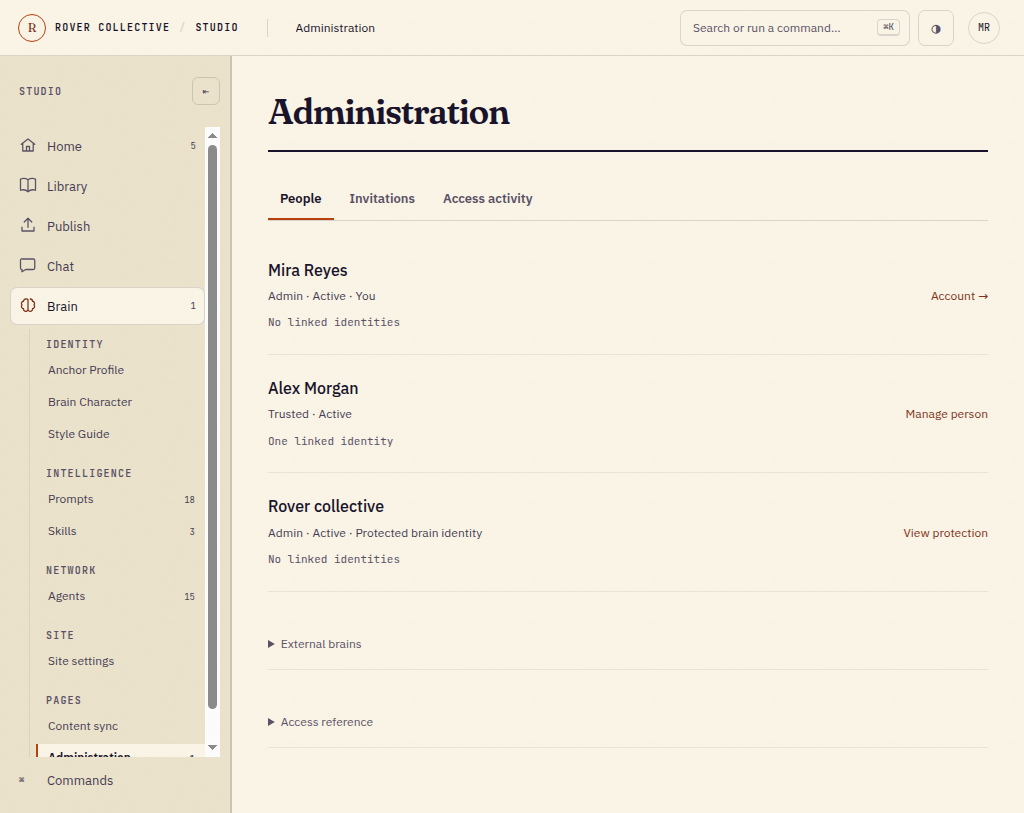 R ROVER COLLECTIVE / STUDIO Administration Search or run a command... ⌘K MR
STUDIO
Home 5
Library
Publish
Chat
Brain 1
IDENTITY
Anchor Profile
Brain Character
Style Guide
INTELLIGENCE
Prompts 18
Skills 3
NETWORK
Agents 15
SITE
Site settings
PAGES
Content sync
Administration
⌘ Commands
Administration
People Invitations Access activity
Mira Reyes
Admin · Active · You Account →
No linked identities
Alex Morgan
Trusted · Active Manage person
One linked identity
Rover collective
Admin · Active · Protected brain identity View protection
No linked identities
External brains
Access reference